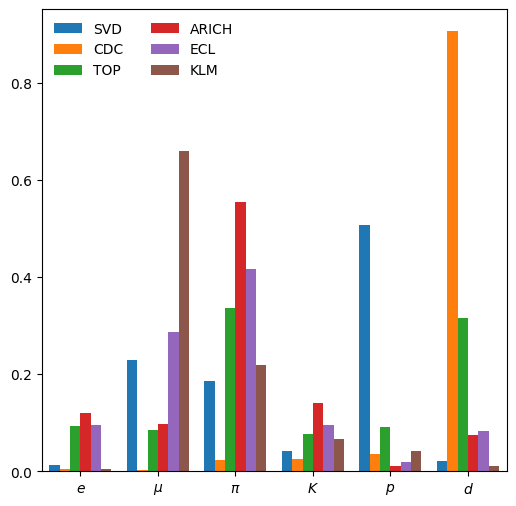 SVD ARICH
CDC ECL
TOP KLM
0.8
0.6
0.4
0.2
0.0
e μ π K p d